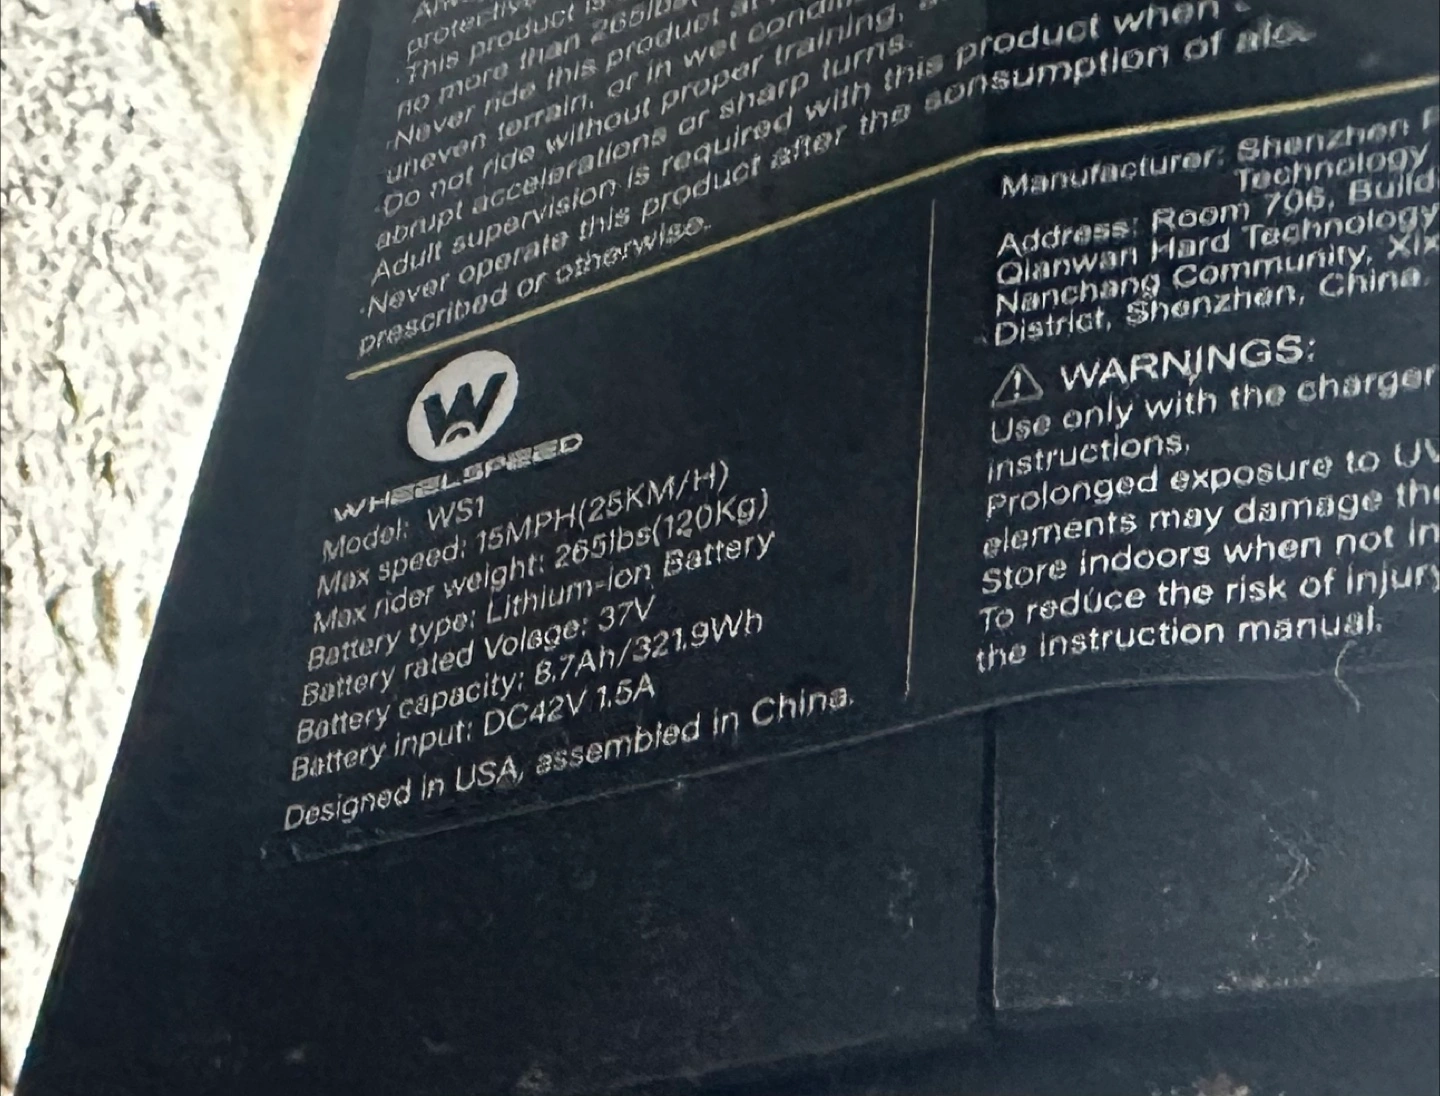 protective
·This product is
no more than 265lbs
·Never ride this product at
uneven terrain, or in wet
·Do not ride without proper training,
abrupt accelerations or sharp turns.
Adult supervision is required with this product when
·Never operate this product after the consumption of
prescribed or otherwise.
W
WHEELSPEED
Model: WS1
Max speed: 15MPH(25KM/H)
Max rider weight: 265lbs(120Kg)
Battery type: Lithium-ion Battery
Battery rated Volage: 37V
Battery capacity: 8.7Ah/321.9Wh
Battery input: DC42V 1.5A
Designed in USA, assembled in China.
Manufacturer: Shenzhen
Technology
Address: Room 706,
Qianwan Hard Technology
Nanchang Community,
District, Shenzhen, China.
WARNINGS:
Use only with the charger
instructions.
Prolonged exposure to
elements may damage
Store indoors when not in
To reduce the risk of injury
the instruction manual.